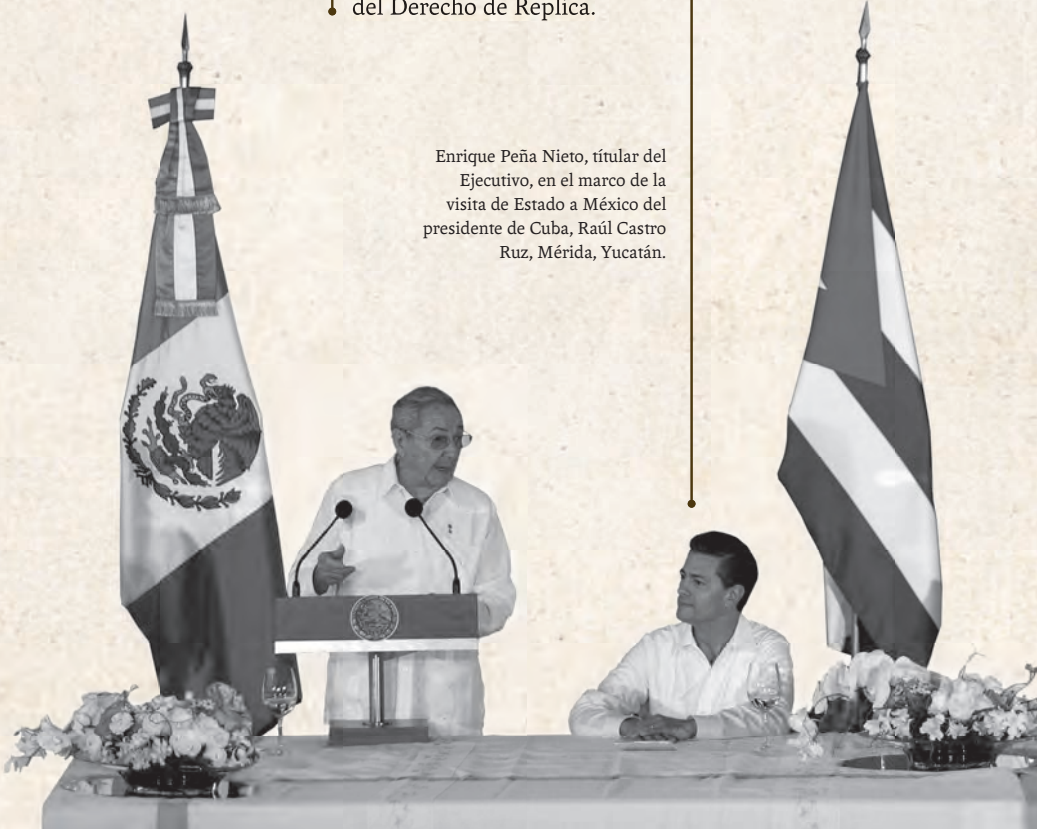 del Derecho de Réplica.
Enrique Peña Nieto, títular del
Ejecutivo, en el marco de la
visita de Estado a México del
presidente de Cuba, Raúl Castro
Ruz, Mérida, Yucatán.